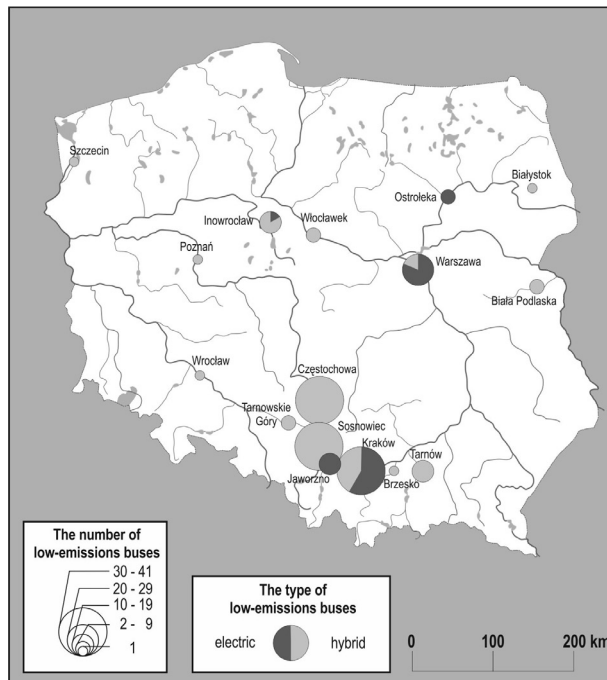 Szczecin
Białystok
Ostrołeka
Inowrocław
Włocławek
Poznań
Warszawa
Biała Podlaska
Wrocław
Częstochowa
Tarnowskie
Góry
Sosnowiec
Kraków
Tarnów
Jaworzno
Brzesko
The number of
low-emissions buses
30 - 41
20 - 29
10 - 19
2 - 9
1
The type of
low-emissions buses
electric hybrid
0 100 200 km